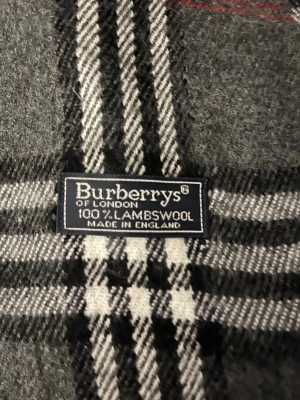 Burberrys®
OF LONDON
100% LAMBSWOOL
MADE IN ENGLAND